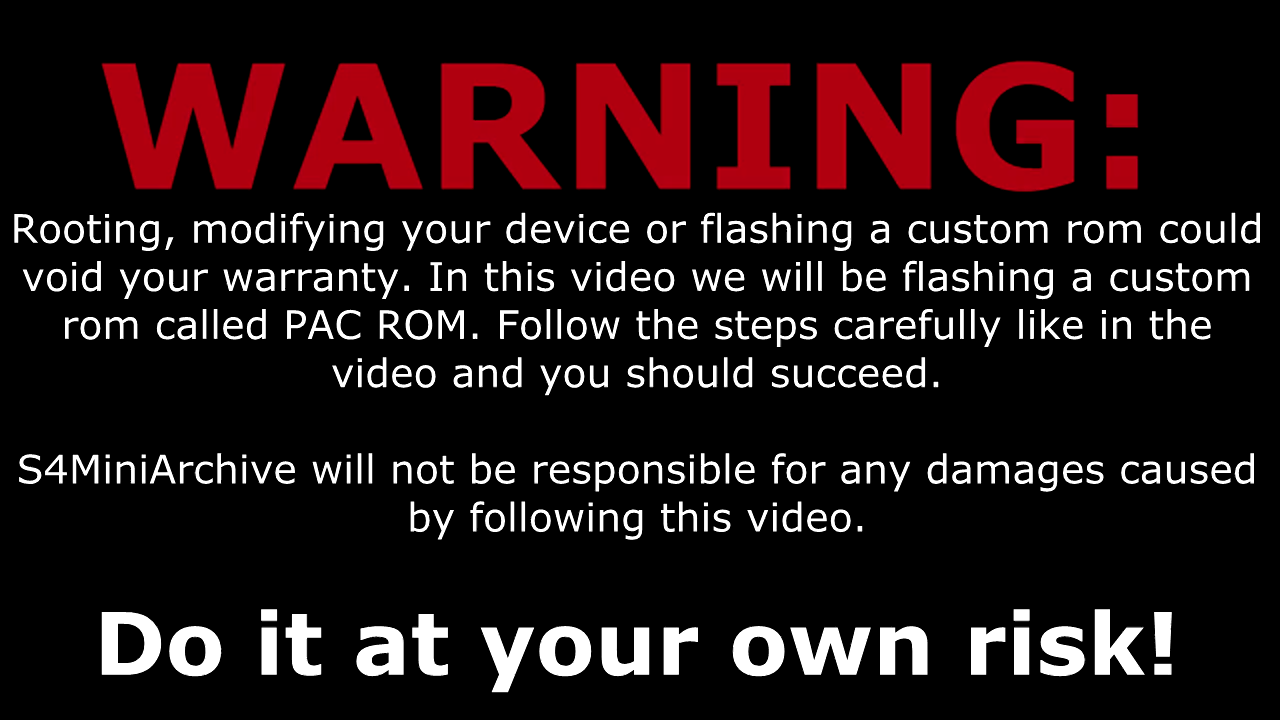 WARNING:
Rooting, modifying your device or flashing a custom rom could
void your warranty. In this video we will be flashing a custom
rom called PAC ROM. Follow the steps carefully like in the
video and you should succeed.
S4MiniArchive will not be responsible for any damages caused
by following this video.
Do it at your own risk!